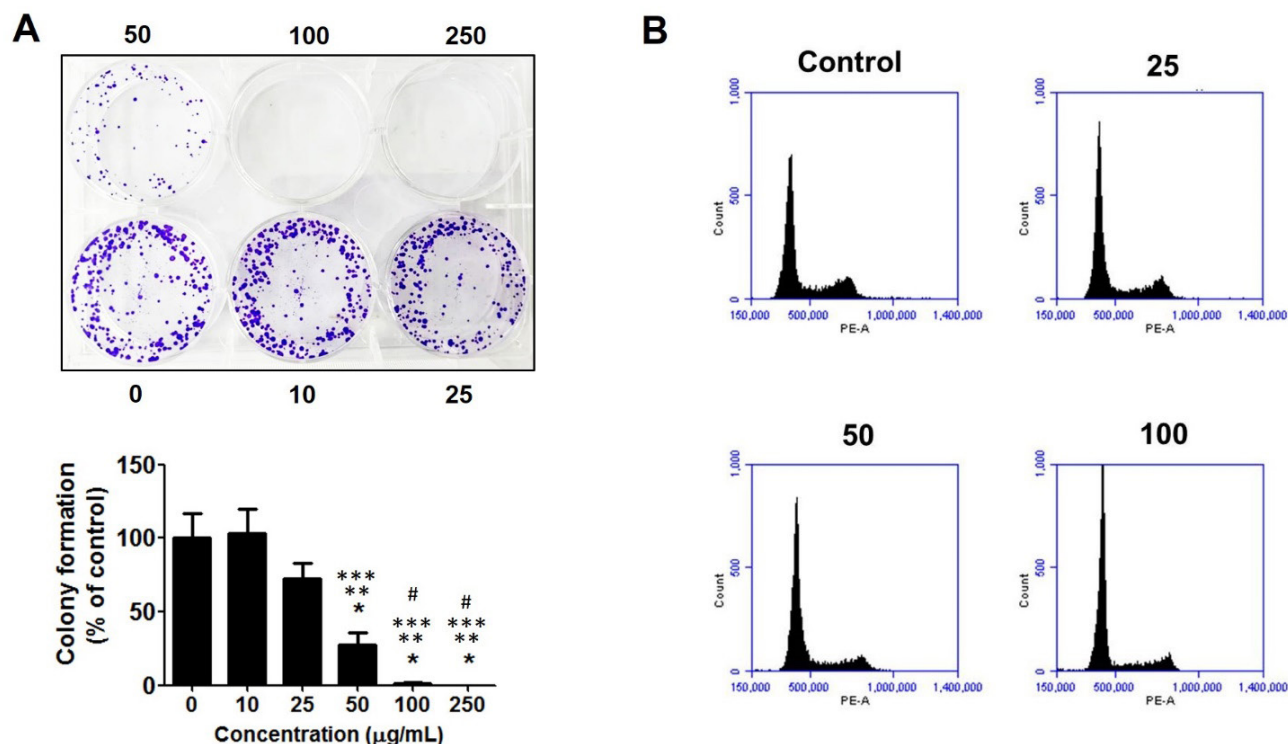 A
50 100 250
0 10 25
Colony formation
(% of control)
150
100
50
0
***
**
*
#
***
**
*
#
***
**
*
0 10 25 50 100 250
Concentration (µg/mL)
B
Control
1,000
500
0
Count
150,000 500,000 1,000,000 1,400,000
PE-A
25
1,000
500
0
Count
150,000 500,000 1,000,000 1,400,000
PE-A
50
1,000
500
0
Count
150,000 500,000 1,000,000 1,400,000
PE-A
100
1,000
500
0
Count
150,000 500,000 1,000,000 1,400,000
PE-A